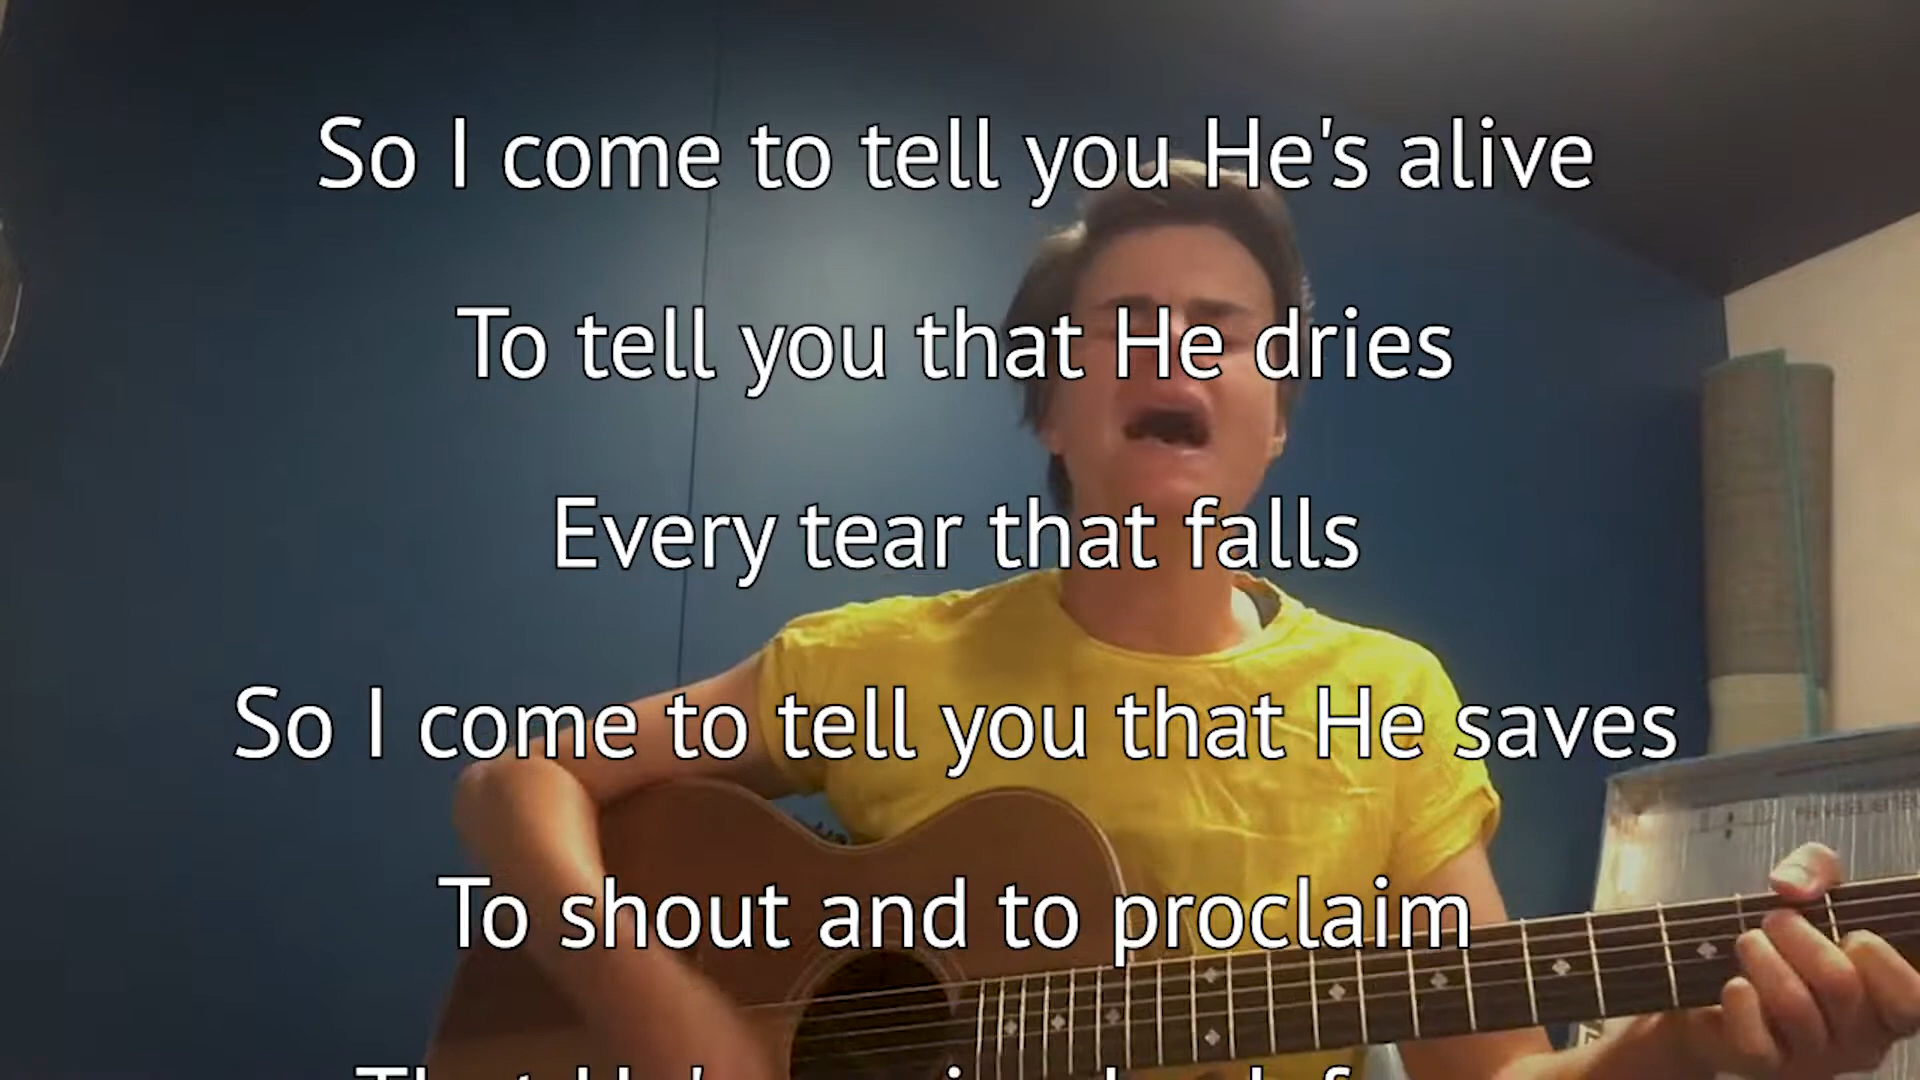 So I come to tell you He's alive
To tell you that He dries
Every tear that falls
So I come to tell you that He saves
To shout and to proclaim